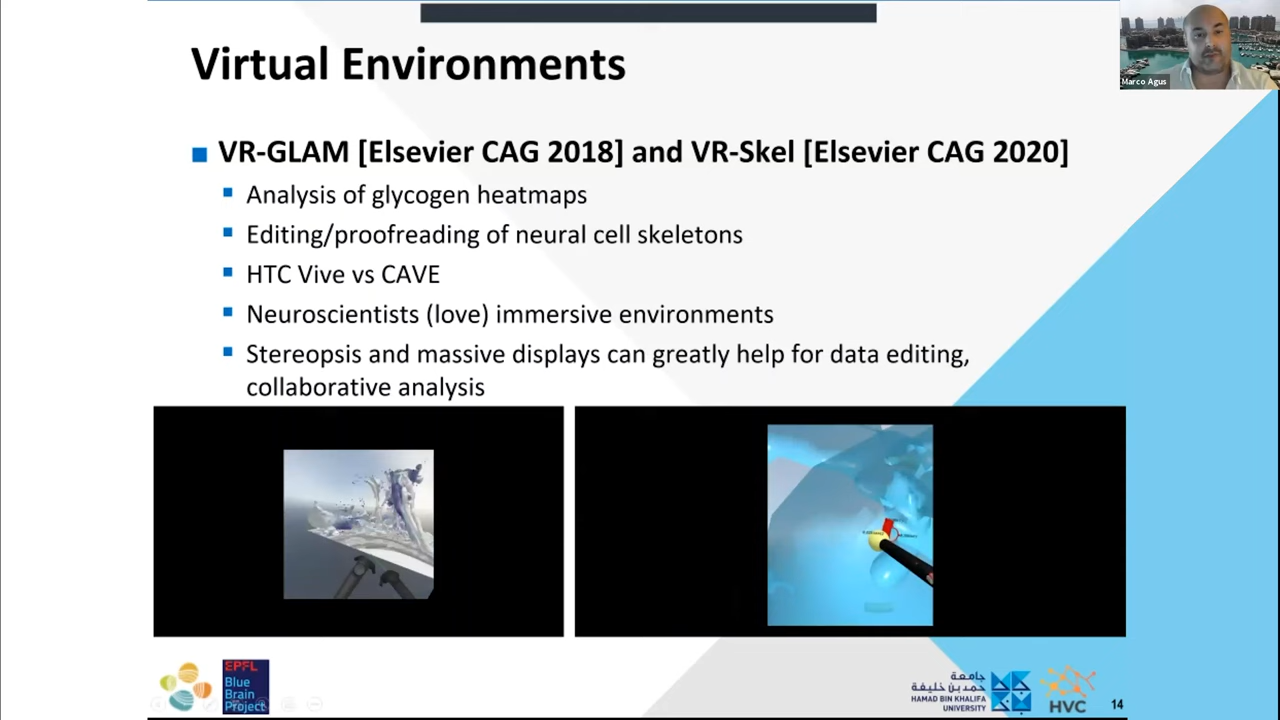 Virtual Environments
Marco Agus
VR-GLAM [Elsevier CAG 2018] and VR-Skel [Elsevier CAG 2020]
Analysis of glycogen heatmaps
Editing/proofreading of neural cell skeletons
HTC Vive vs CAVE
Neuroscientists (love) immersive environments
Stereopsis and massive displays can greatly help for data editing,
collaborative analysis
EPFL
Blue
Brain
Project
جامعة
حمد بن خليفة
HAMAD BIN KHALIFA
UNIVERSITY
HVC
14